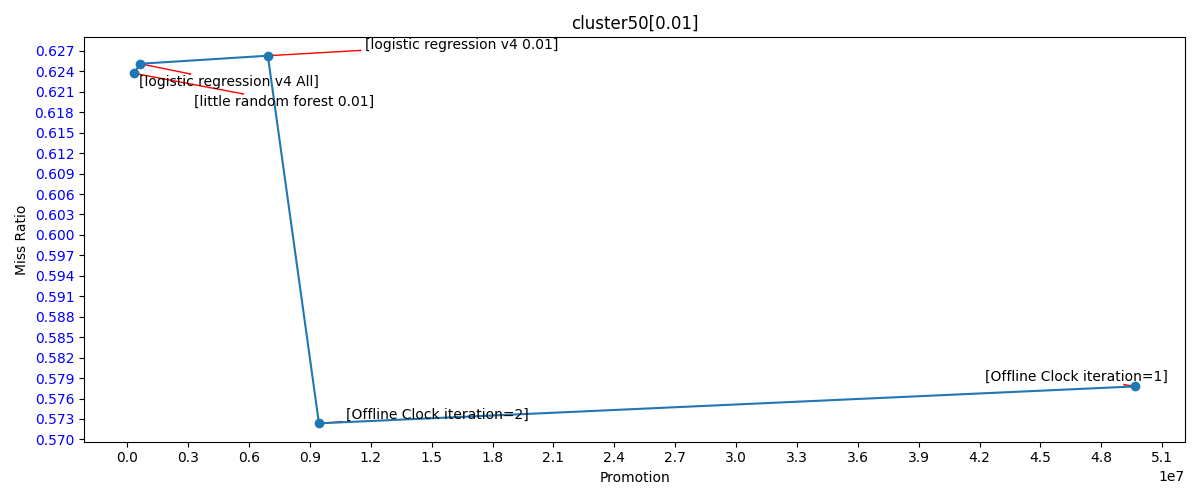 cluster50[0.01]
Miss Ratio
0.627
0.624
0.621
0.618
0.615
0.612
0.609
0.606
0.603
0.600
0.597
0.594
0.591
0.588
0.585
0.582
0.579
0.576
0.573
0.570
[logistic regression v4 0.01]
[logistic regression v4 All]
[little random forest 0.01]
[Offline Clock iteration=1]
[Offline Clock iteration=2]
0.0 0.3 0.6 0.9 1.2 1.5 1.8 2.1 2.4 2.7 3.0 3.3 3.6 3.9 4.2 4.5 4.8 5.1
1e7
Promotion